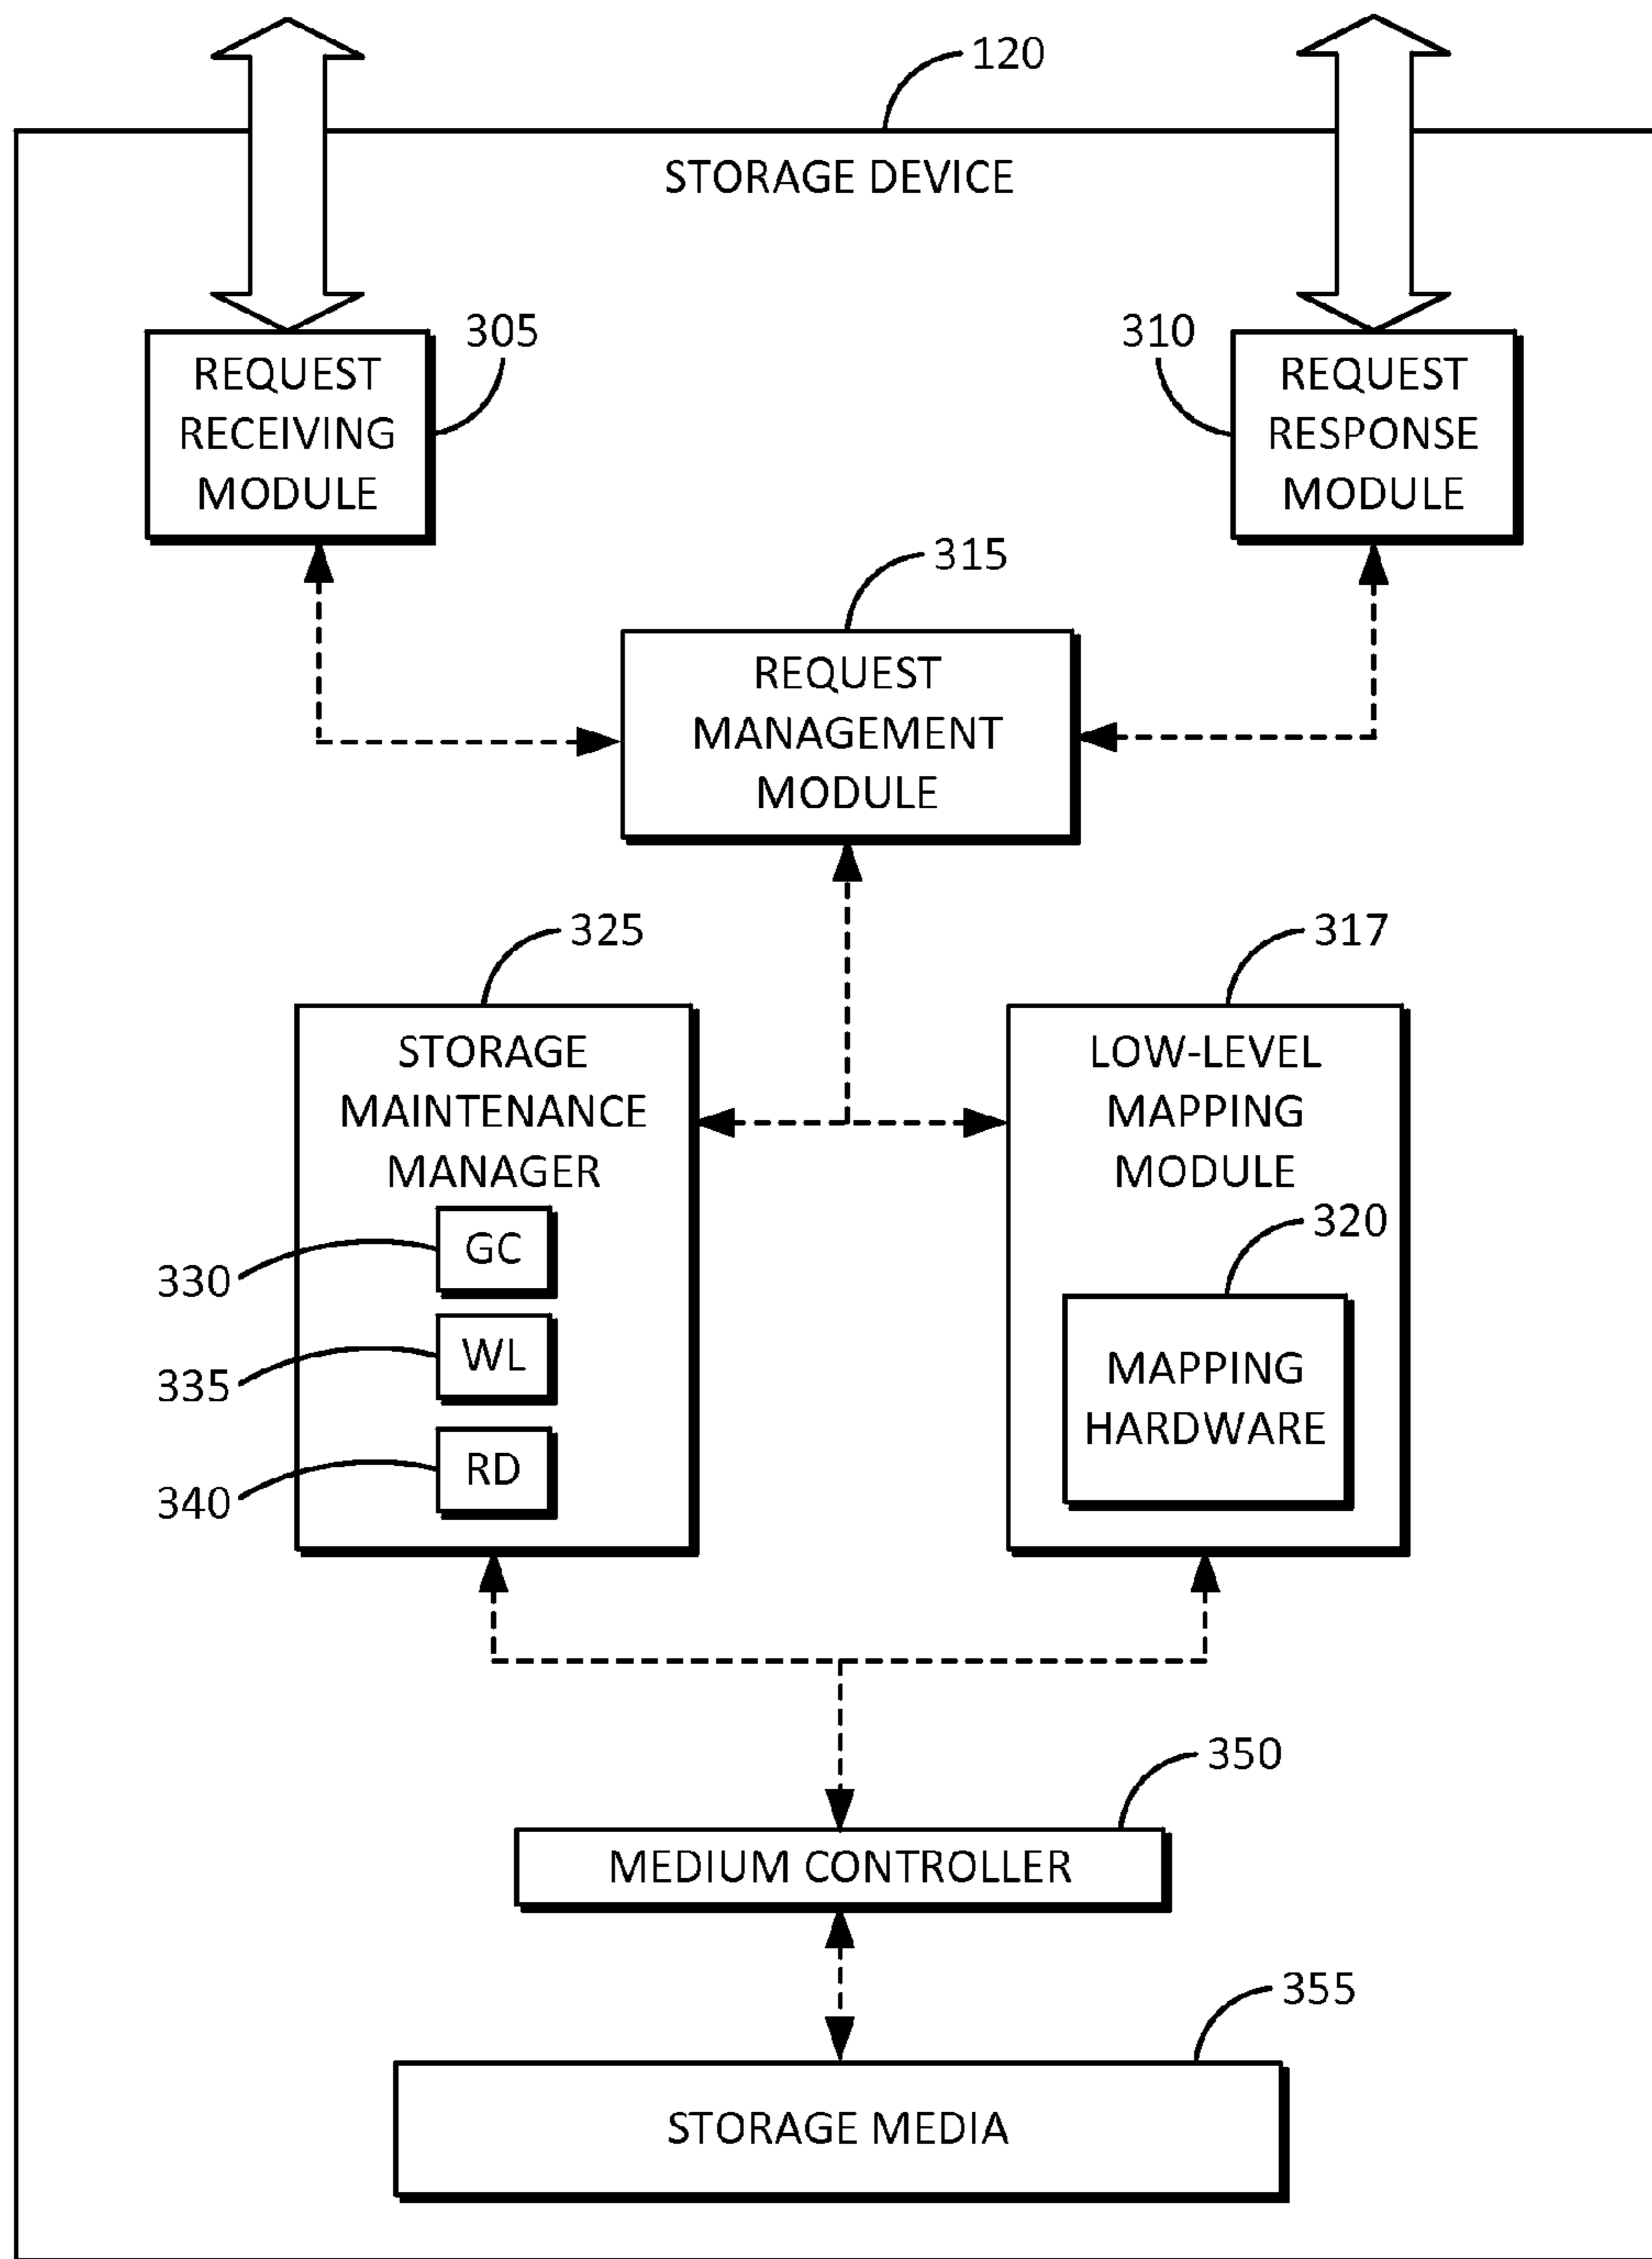 120
STORAGE DEVICE
305
REQUEST
RECEIVING
MODULE
310
REQUEST
RESPONSE
MODULE
315
REQUEST
MANAGEMENT
MODULE
325
STORAGE
MAINTENANCE
MANAGER
330
GC
335
WL
340
RD
317
LOW-LEVEL
MAPPING
MODULE
320
MAPPING
HARDWARE
350
MEDIUM CONTROLLER
355
STORAGE MEDIA